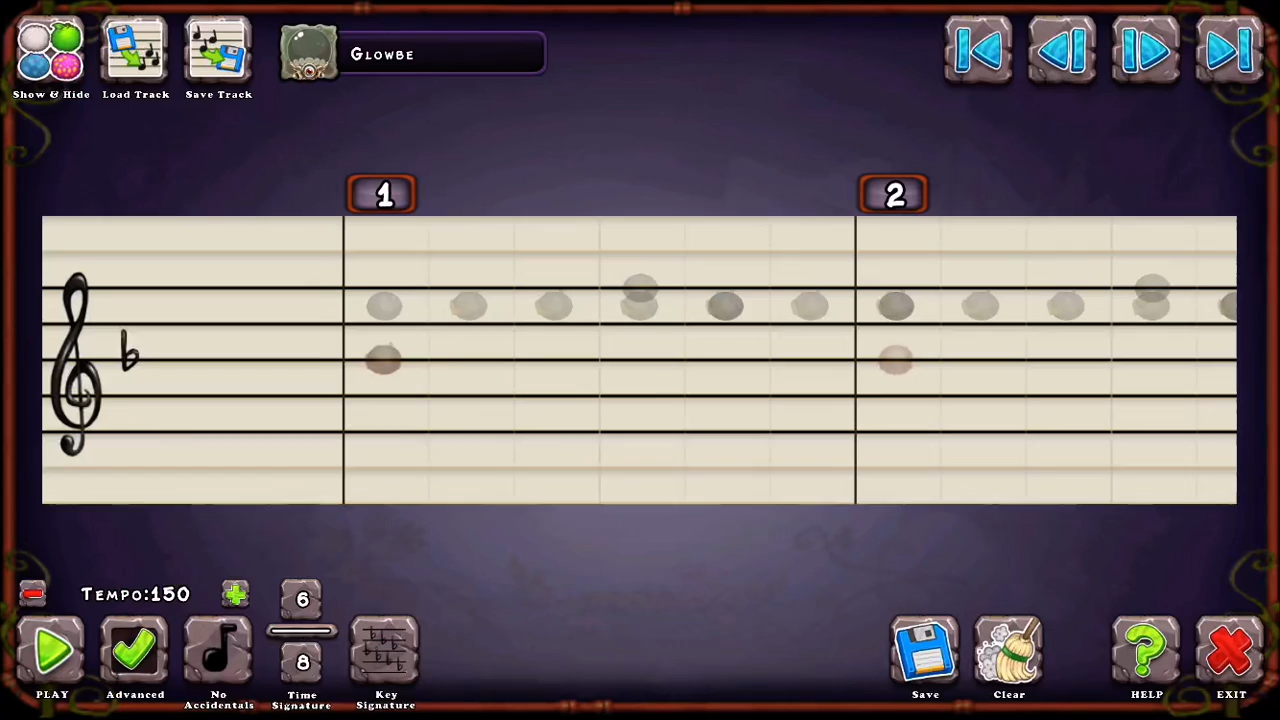 Glowbe
Show & Hide
Load Track
Save Track
1
2
Tempo:150
6
8
PLAY
Advanced
No
Accidentals
Time
Signature
Key
Signature
Save
Clear
HELP
EXIT